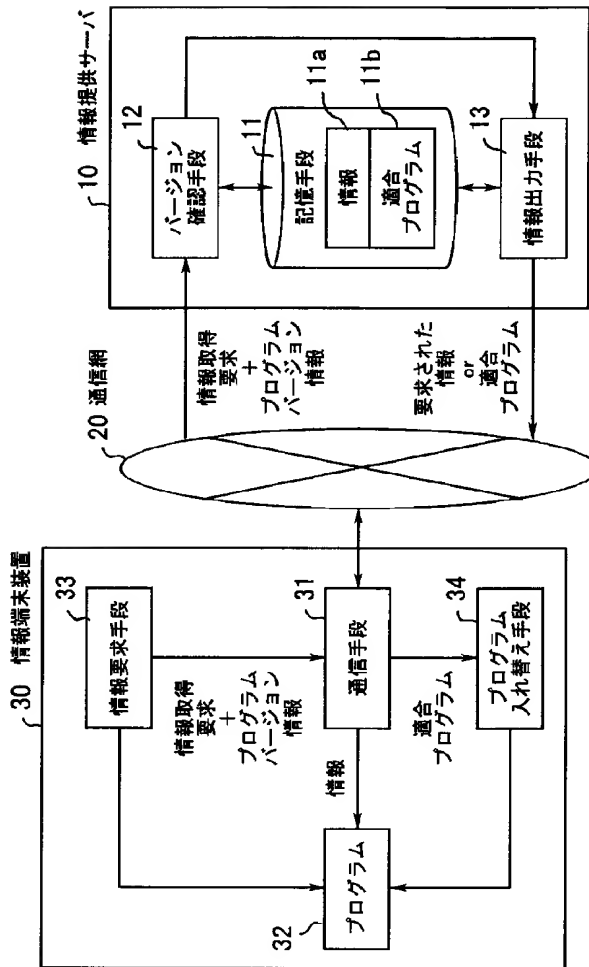 30 情報端末装置
33
情報要求手段
情報取得
要求
+
プログラム
バージョン
情報
31
通信手段
情報
32
プログラム
適合
プログラム
34
プログラム
入れ替え手段
20 通信網
情報取得
要求
+
プログラム
バージョン
情報
要求された
情報
or
適合
プログラム
10 情報提供サーバ
12
バージョン
確認手段
11
記憶手段
11a
情報
11b
適合
プログラム
13
情報出力手段